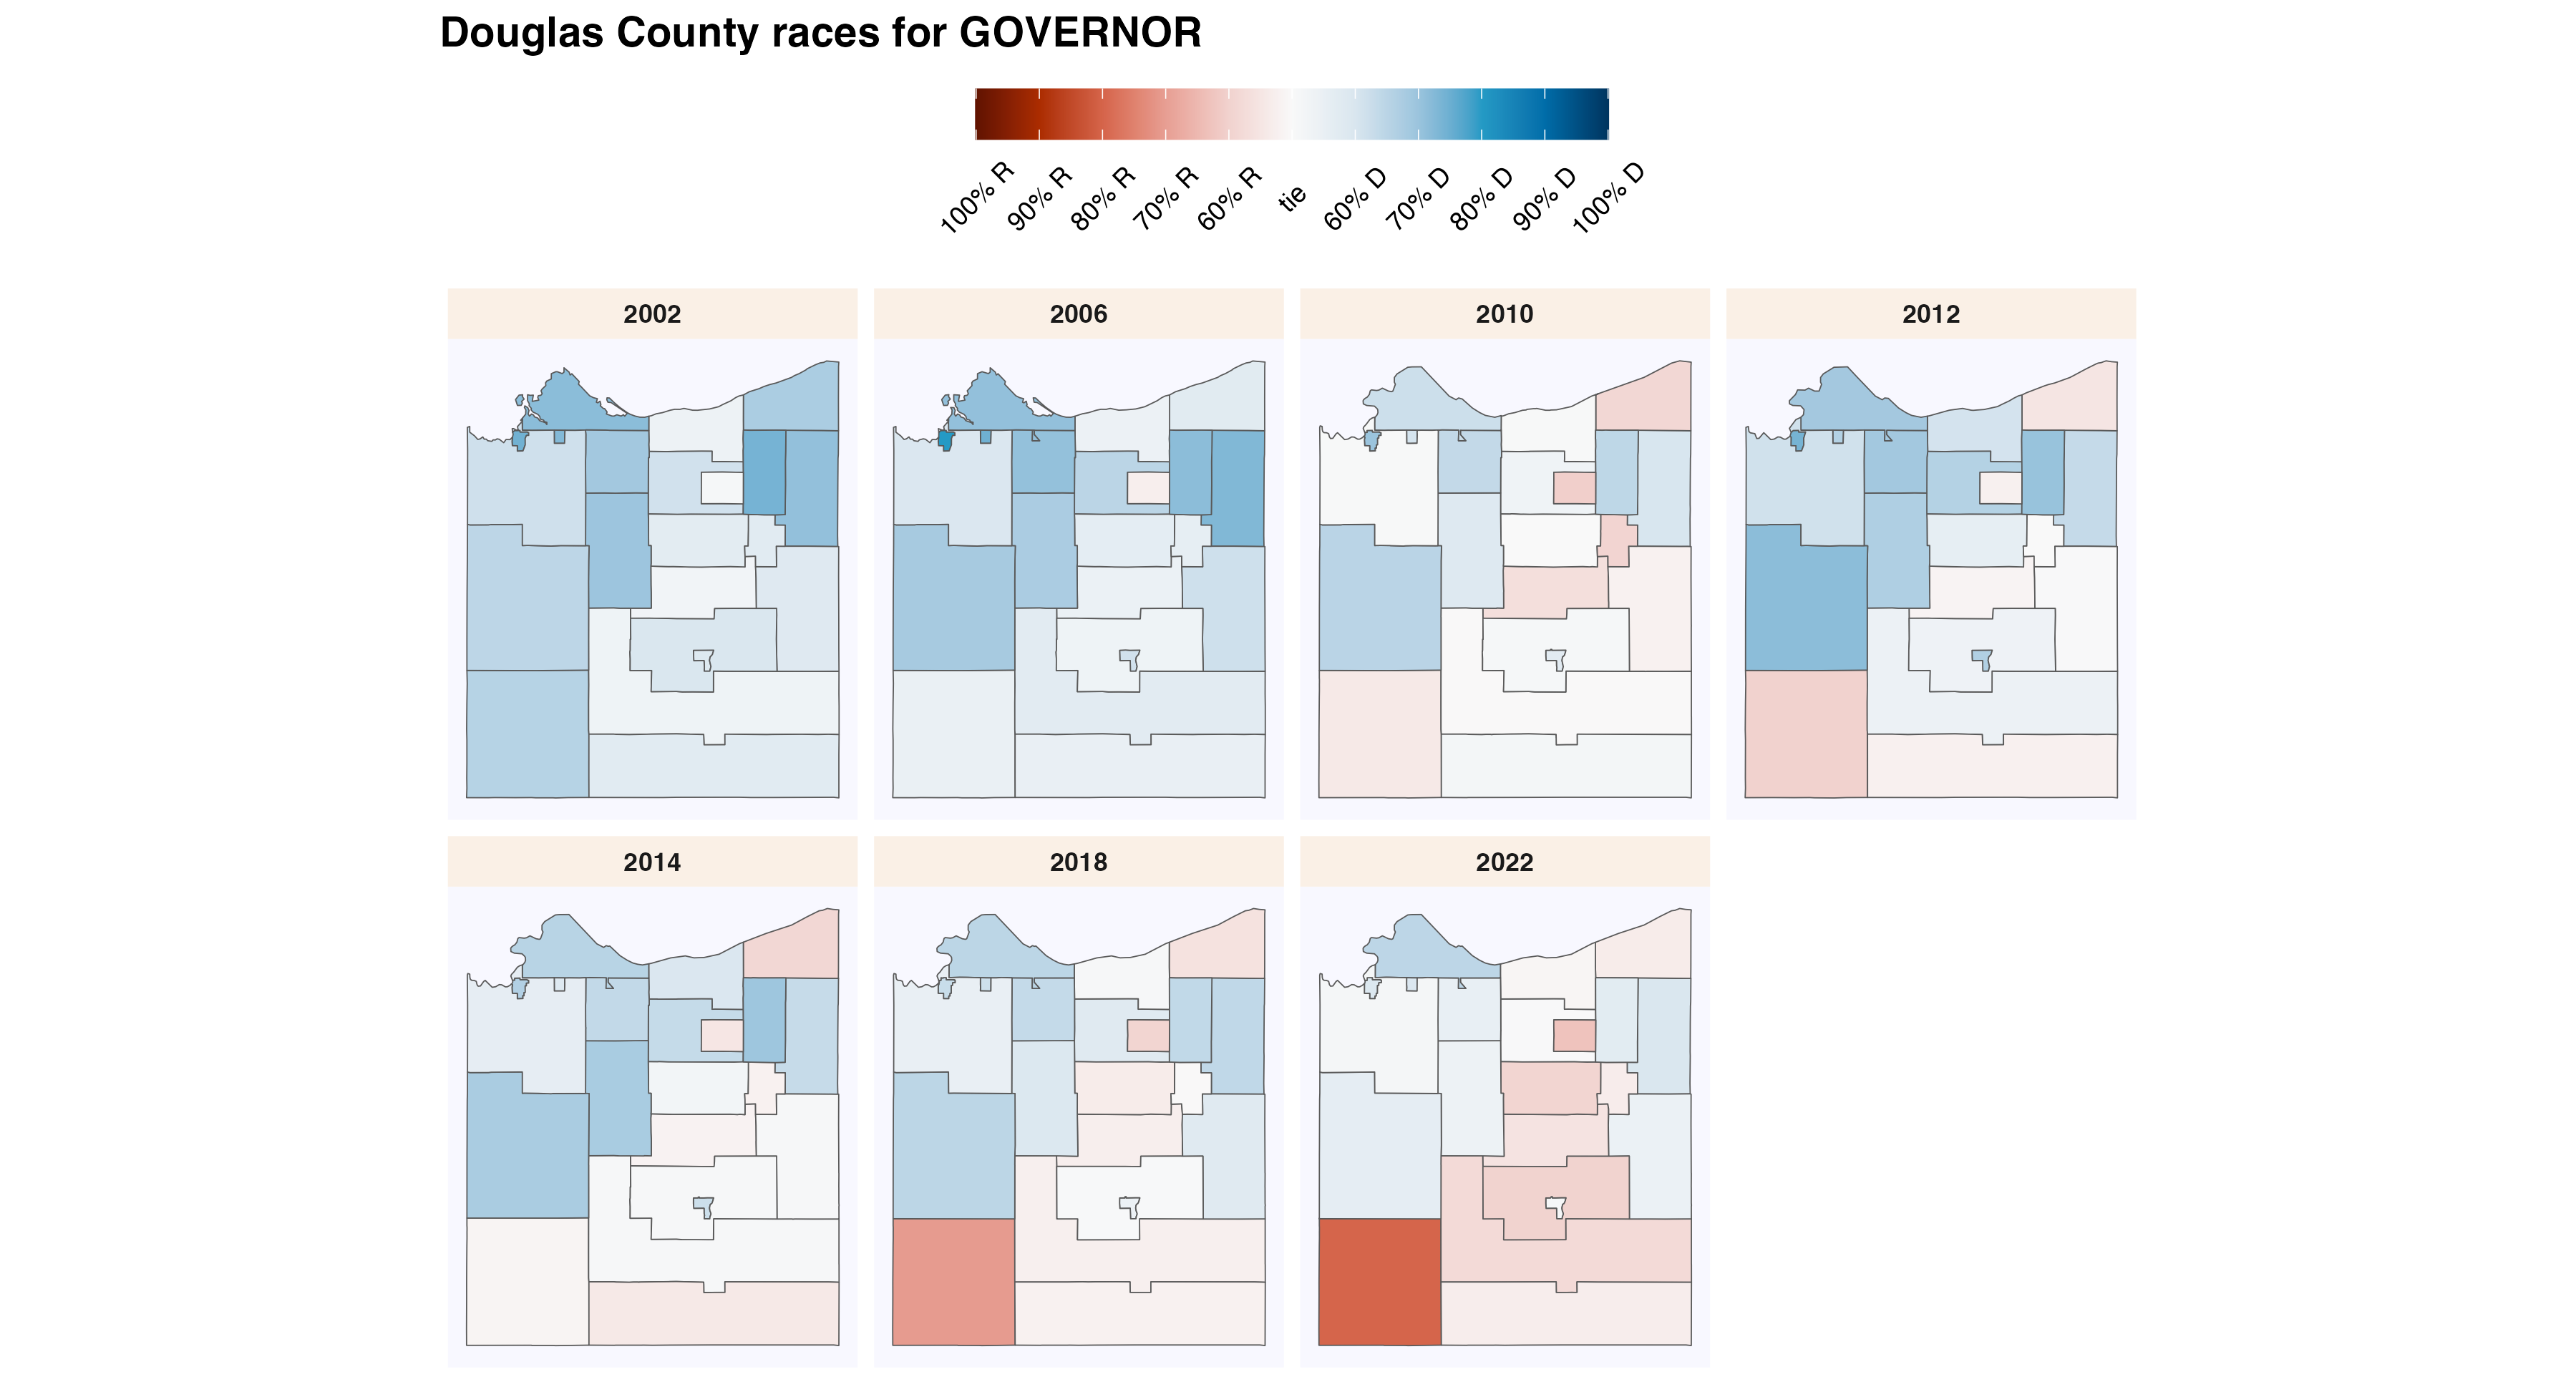 Douglas County races for GOVERNOR
100% R
90% R
80% R
70% R
60% R
tie
60% D
70% D
80% D
90% D
100% D
2002
2006
2010
2012
2014
2018
2022